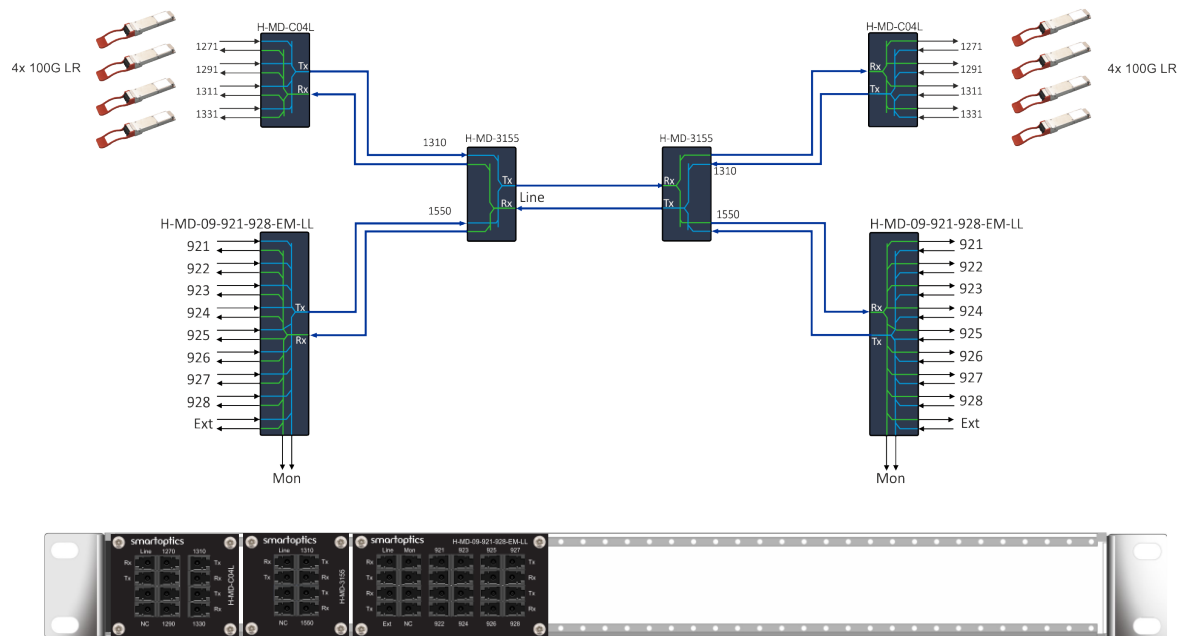 H-MD-C04L
H-MD-C04L
4x 100G LR
1271
1291
1311
1331
Tx
Rx
Rx
Tx
1271
1291
1311
1331
4x 100G LR
1310
H-MD-3155
H-MD-3155
Tx
Rx
Line
Rx
Tx
1310
1550
1550
H-MD-09-921-928-EM-LL
H-MD-09-921-928-EM-LL
921
922
923
924
925
926
927
928
Ext
Tx
Rx
Mon
Rx
Tx
921
922
923
924
925
926
927
928
Ext
Mon
smartoptics
Line 1270 1310
Rx Tx
Tx Rx
Tx
Rx
NC 1290 1330
H-MD-C04L
smartoptics
Line 1310
Rx Tx
Tx Rx
Tx
Rx
NC 1550
H-MD-3155
smartoptics H-MD-09-921-928-EM-LL
Line Mon 921 923 925 927
Rx Tx
Tx Rx
Rx Tx
Tx Rx
Ext NC 922 924 926 928